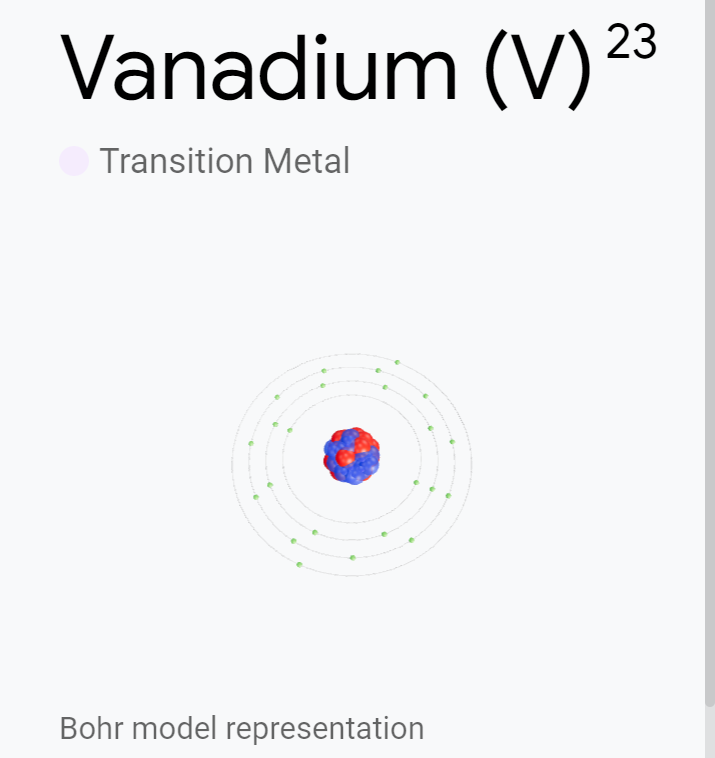 Vanadium (V) 23
Transition Metal
Bohr model representation